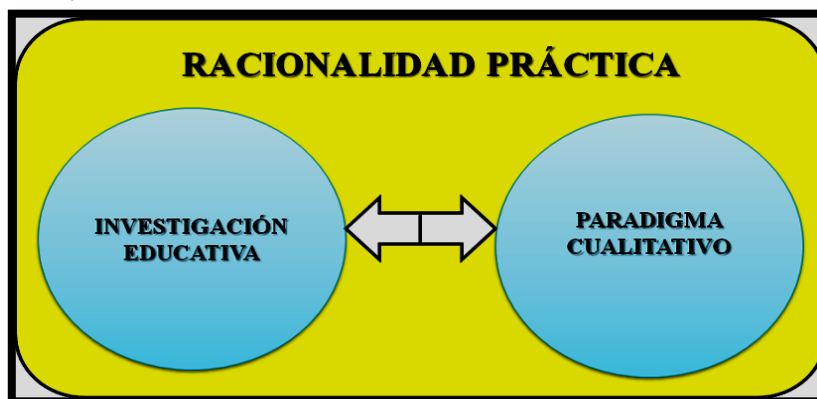 RACIONALIDAD PRÁCTICA
INVESTIGACIÓN
EDUCATIVA
PARADIGMA
CUALITATIVO